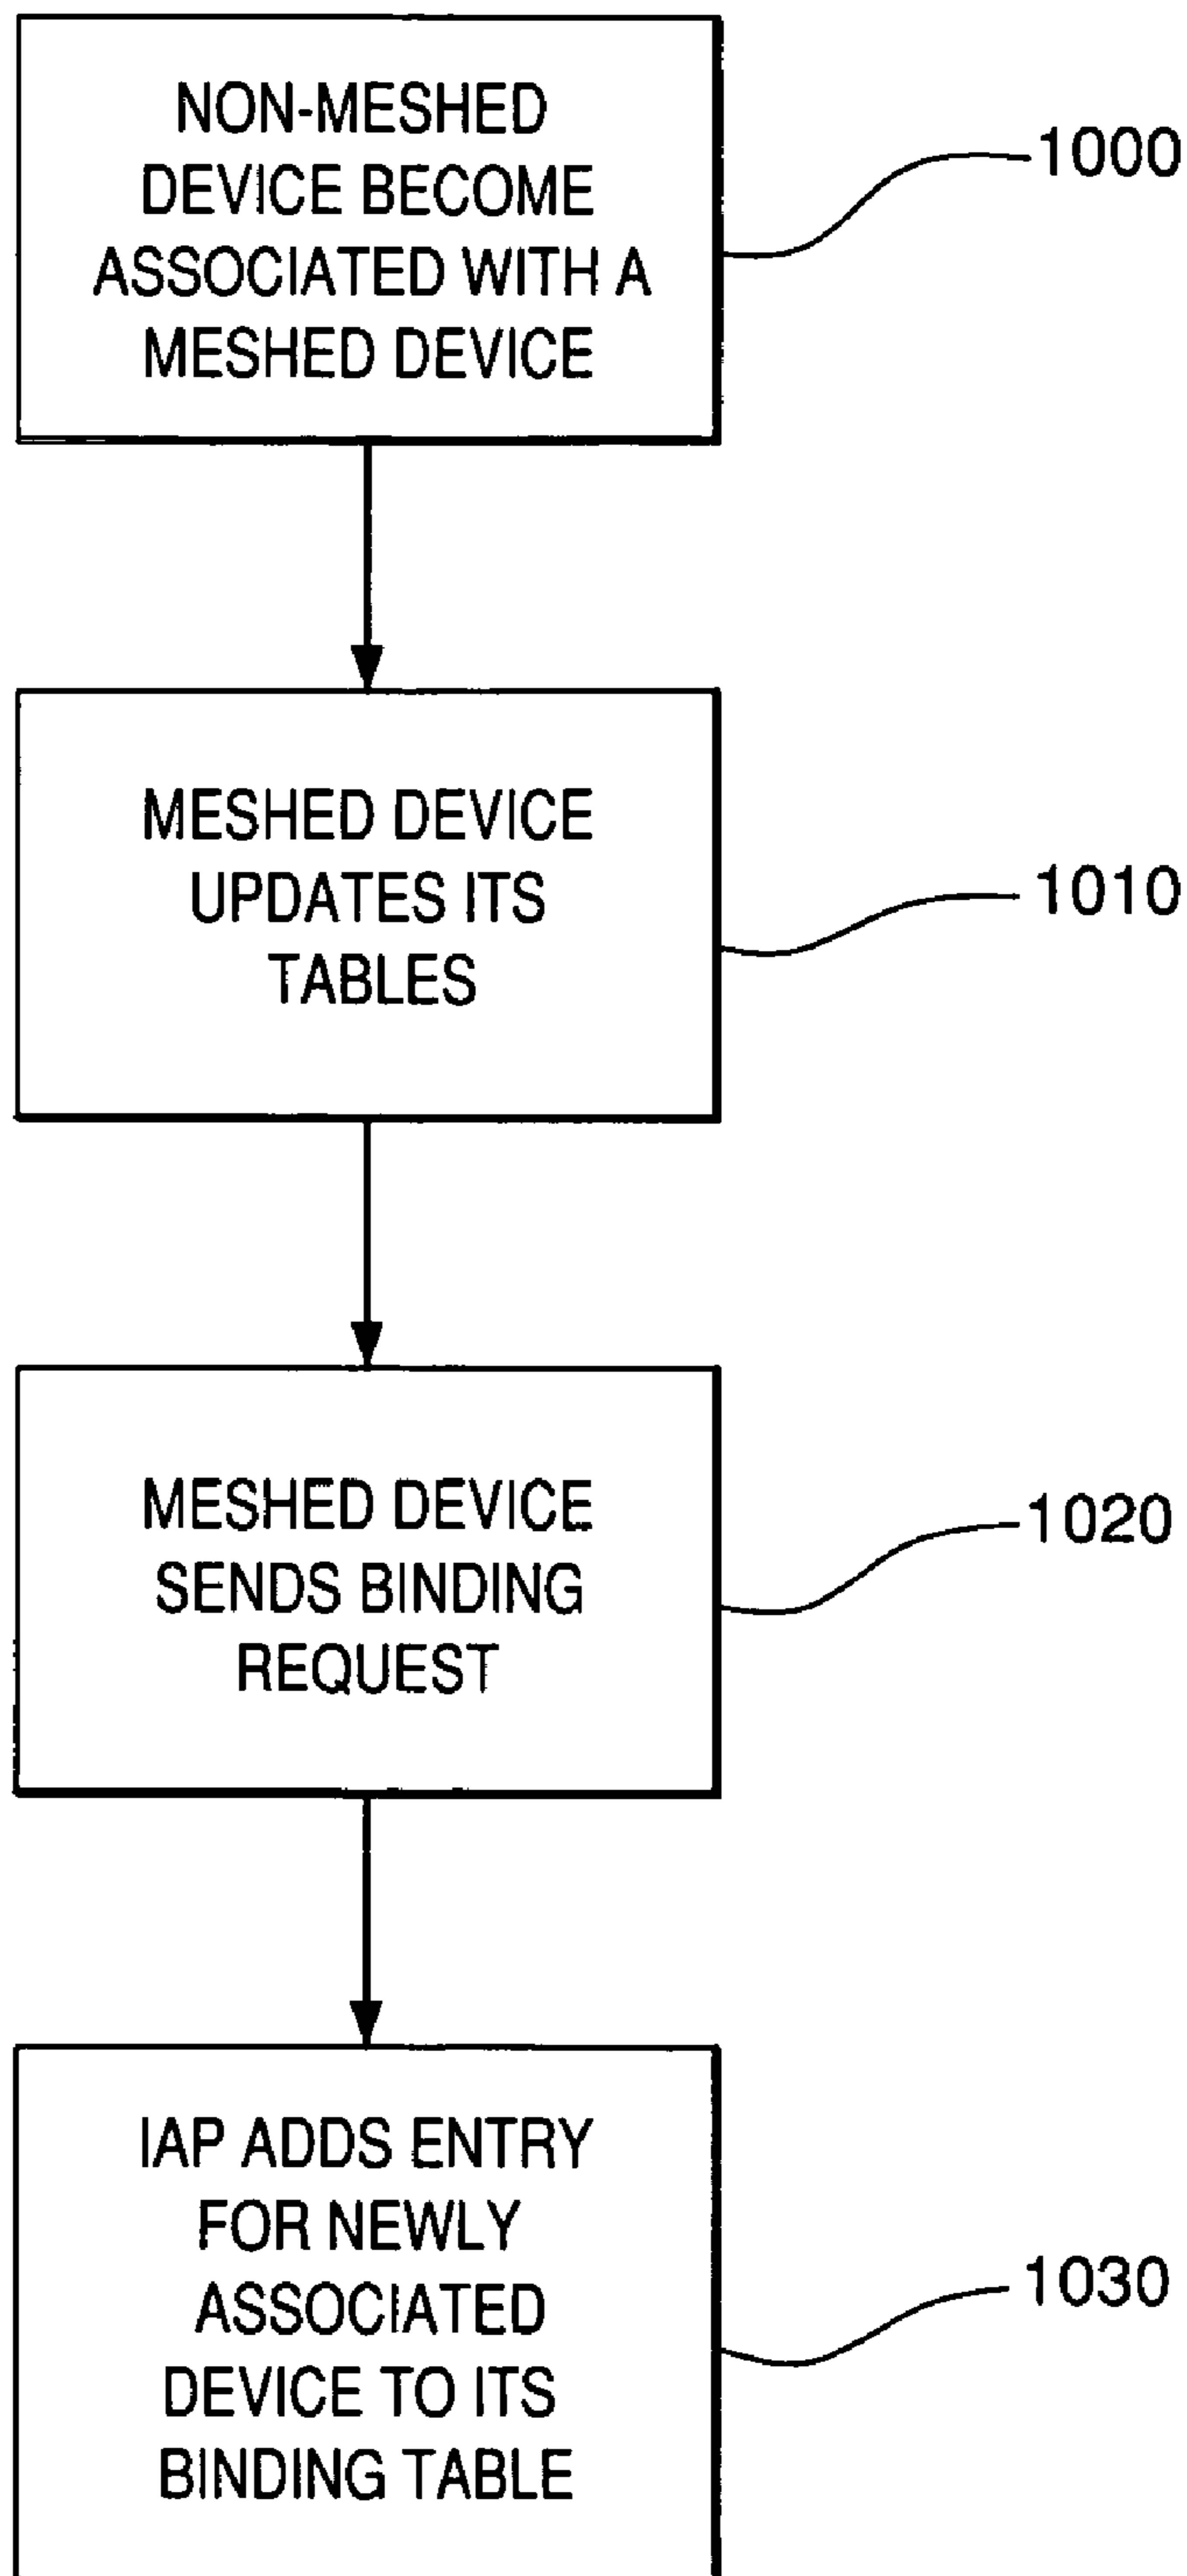 NON-MESHED
DEVICE BECOME
ASSOCIATED WITH A
MESHED DEVICE
1000
MESHED DEVICE
UPDATES ITS
TABLES
1010
MESHED DEVICE
SENDS BINDING
REQUEST
1020
IAP ADDS ENTRY
FOR NEWLY
ASSOCIATED
DEVICE TO ITS
BINDING TABLE
1030